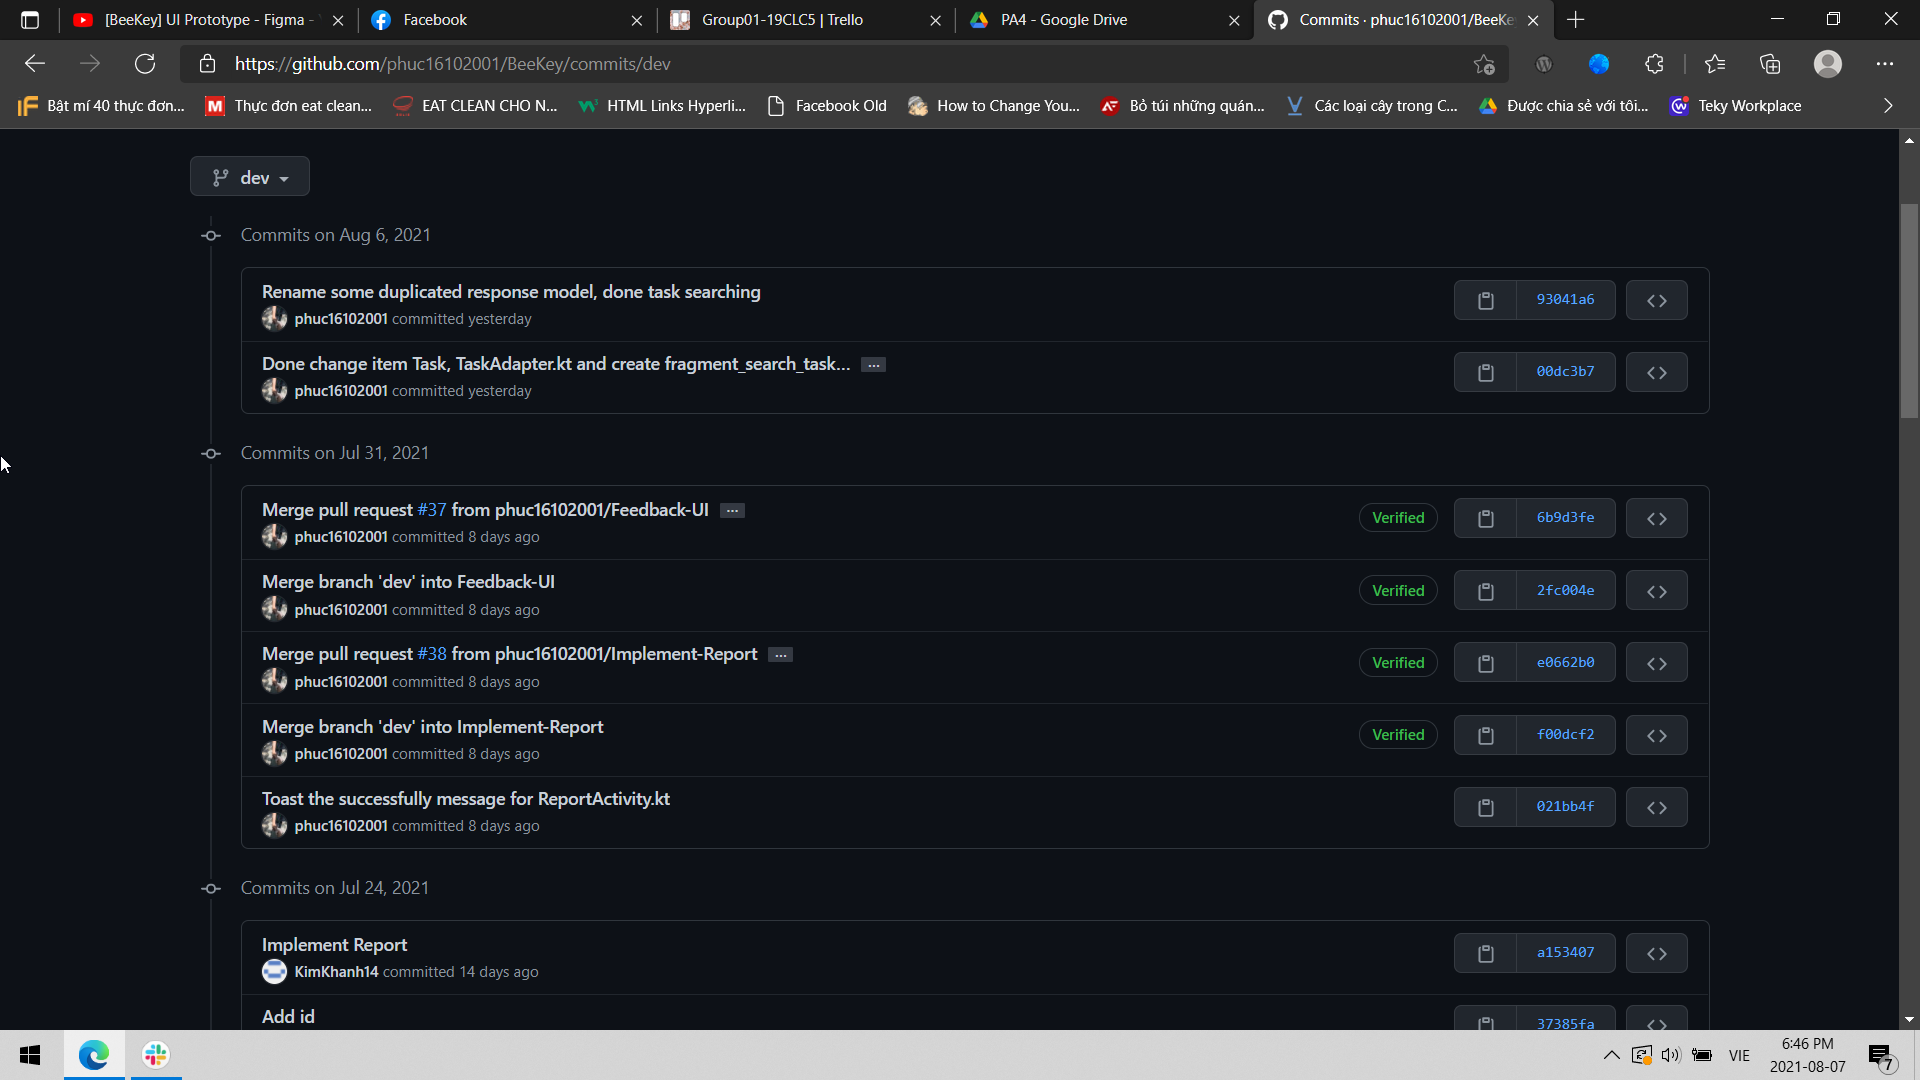 [BeeKey] UI Prototype - Figma -
Facebook
Group01-19CLC5 | Trello
PA4 - Google Drive
Commits · phuc16102001/BeeKe
https://github.com/phuc16102001/BeeKey/commits/dev
Bật mí 40 thực đơn...
Thực đơn eat clean...
EAT CLEAN CHO N...
HTML Links Hyperli...
Facebook Old
How to Change You...
Bỏ túi những quán...
Các loại cây trong C...
Được chia sẻ với tôi...
Teky Workplace
dev
Commits on Aug 6, 2021
Rename some duplicated response model, done task searching
93041a6
phuc16102001 committed yesterday
Done change item Task, TaskAdapter.kt and create fragment_search_task... ...
00dc3b7
phuc16102001 committed yesterday
Commits on Jul 31, 2021
Merge pull request #37 from phuc16102001/Feedback-UI ...
Verified
6b9d3fe
phuc16102001 committed 8 days ago
Merge branch 'dev' into Feedback-UI
Verified
2fc004e
phuc16102001 committed 8 days ago
Merge pull request #38 from phuc16102001/Implement-Report ...
Verified
e0662b0
phuc16102001 committed 8 days ago
Merge branch 'dev' into Implement-Report
Verified
f00dcf2
phuc16102001 committed 8 days ago
Toast the successfully message for ReportActivity.kt
021bb4f
phuc16102001 committed 8 days ago
Commits on Jul 24, 2021
Implement Report
a153407
KimKhanh14 committed 14 days ago
Add id
37385fa
VIE
6:46 PM
2021-08-07
7